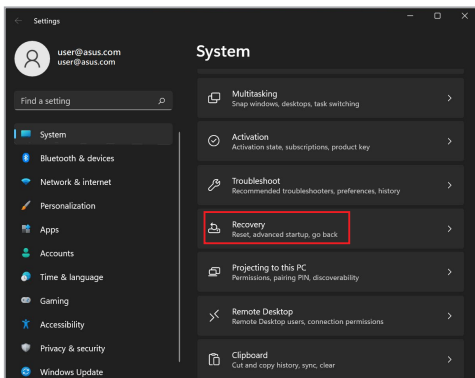 Settings
user@asus.com
user@asus.com
Find a setting
System
Bluetooth & devices
Network & internet
Personalization
Apps
Accounts
Time & language
Gaming
Accessibility
Privacy & security
Windows Update
System
Multitasking
Snap windows, desktops, task switching
Activation
Activation state, subscriptions, product key
Troubleshoot
Recommended troubleshooters, preferences, history
Recovery
Reset, advanced startup, go back
Projecting to this PC
Permissions, pairing PIN, discoverability
Remote Desktop
Remote Desktop users, connection permissions
Clipboard
Cut and copy history, sync, clear